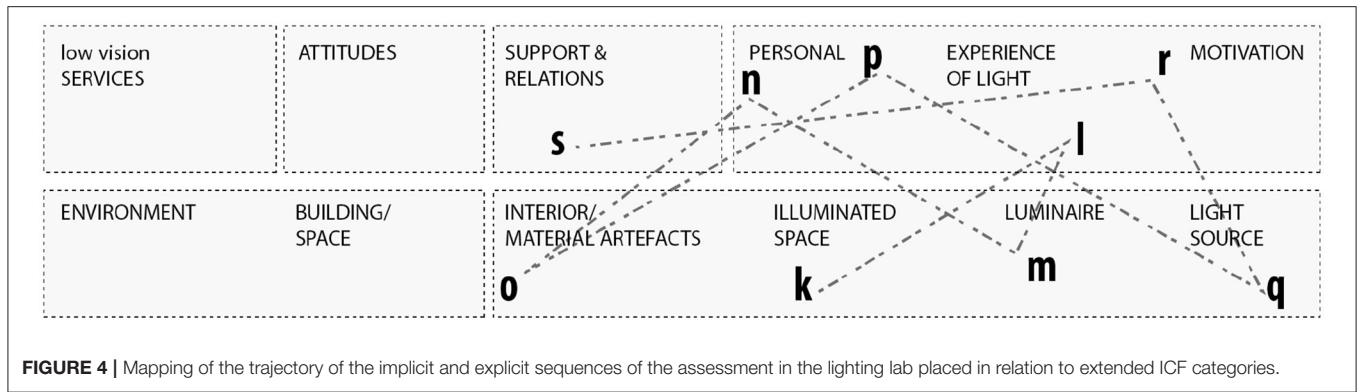 low vision
SERVICES
ATTITUDES
SUPPORT &
RELATIONS
PERSONAL
EXPERIENCE
OF LIGHT
MOTIVATION
n
p
r
s
l
ENVIRONMENT
BUILDING/
SPACE
INTERIOR/
MATERIAL ARTEFACTS
ILLUMINATED
SPACE
LUMINAIRE
LIGHT
SOURCE
o
k
m
q
FIGURE 4 | Mapping of the trajectory of the implicit and explicit sequences of the assessment in the lighting lab placed in relation to extended ICF categories.